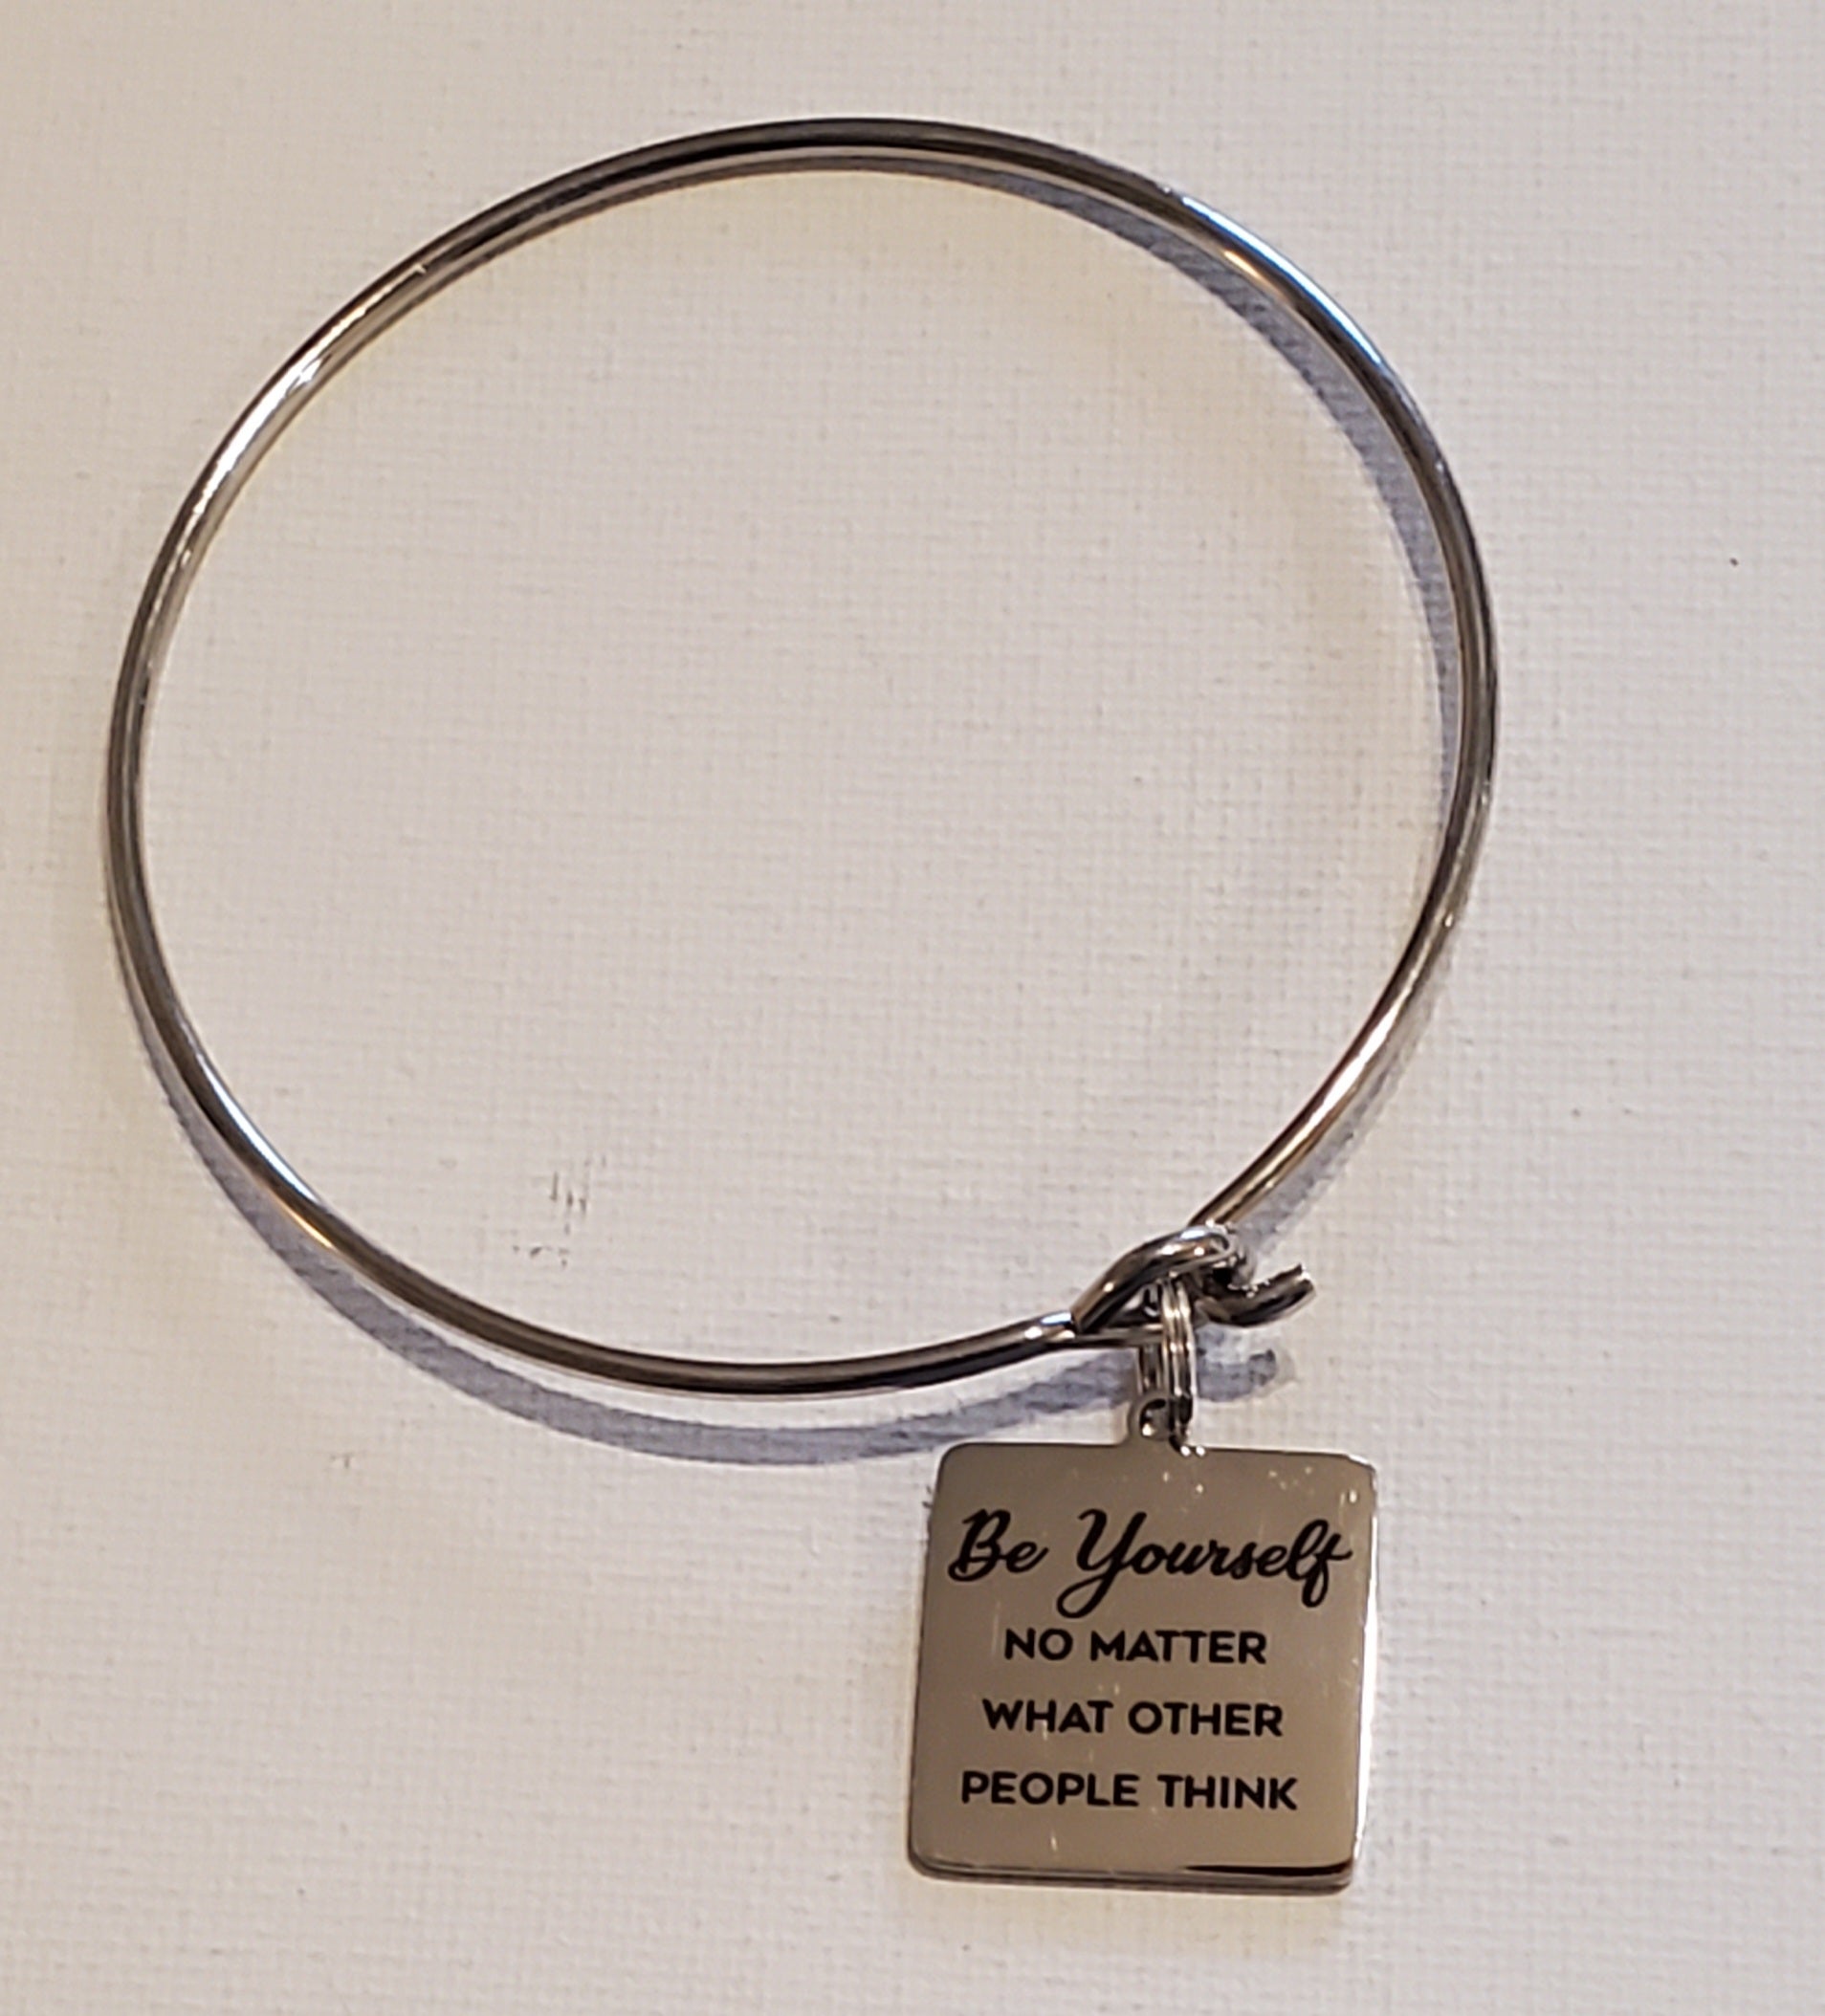 Be Yourself
NO MATTER
WHAT OTHER
PEOPLE THINK